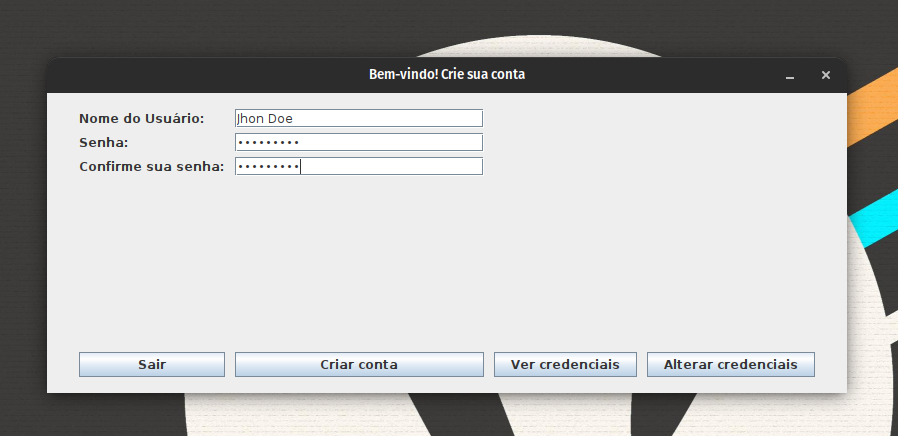 Bem-vindo! Crie sua conta
Nome do Usuário: Jhon Doe
Senha: •••••••••
Confirme sua senha: •••••••••
Sair Criar conta Ver credenciais Alterar credenciais